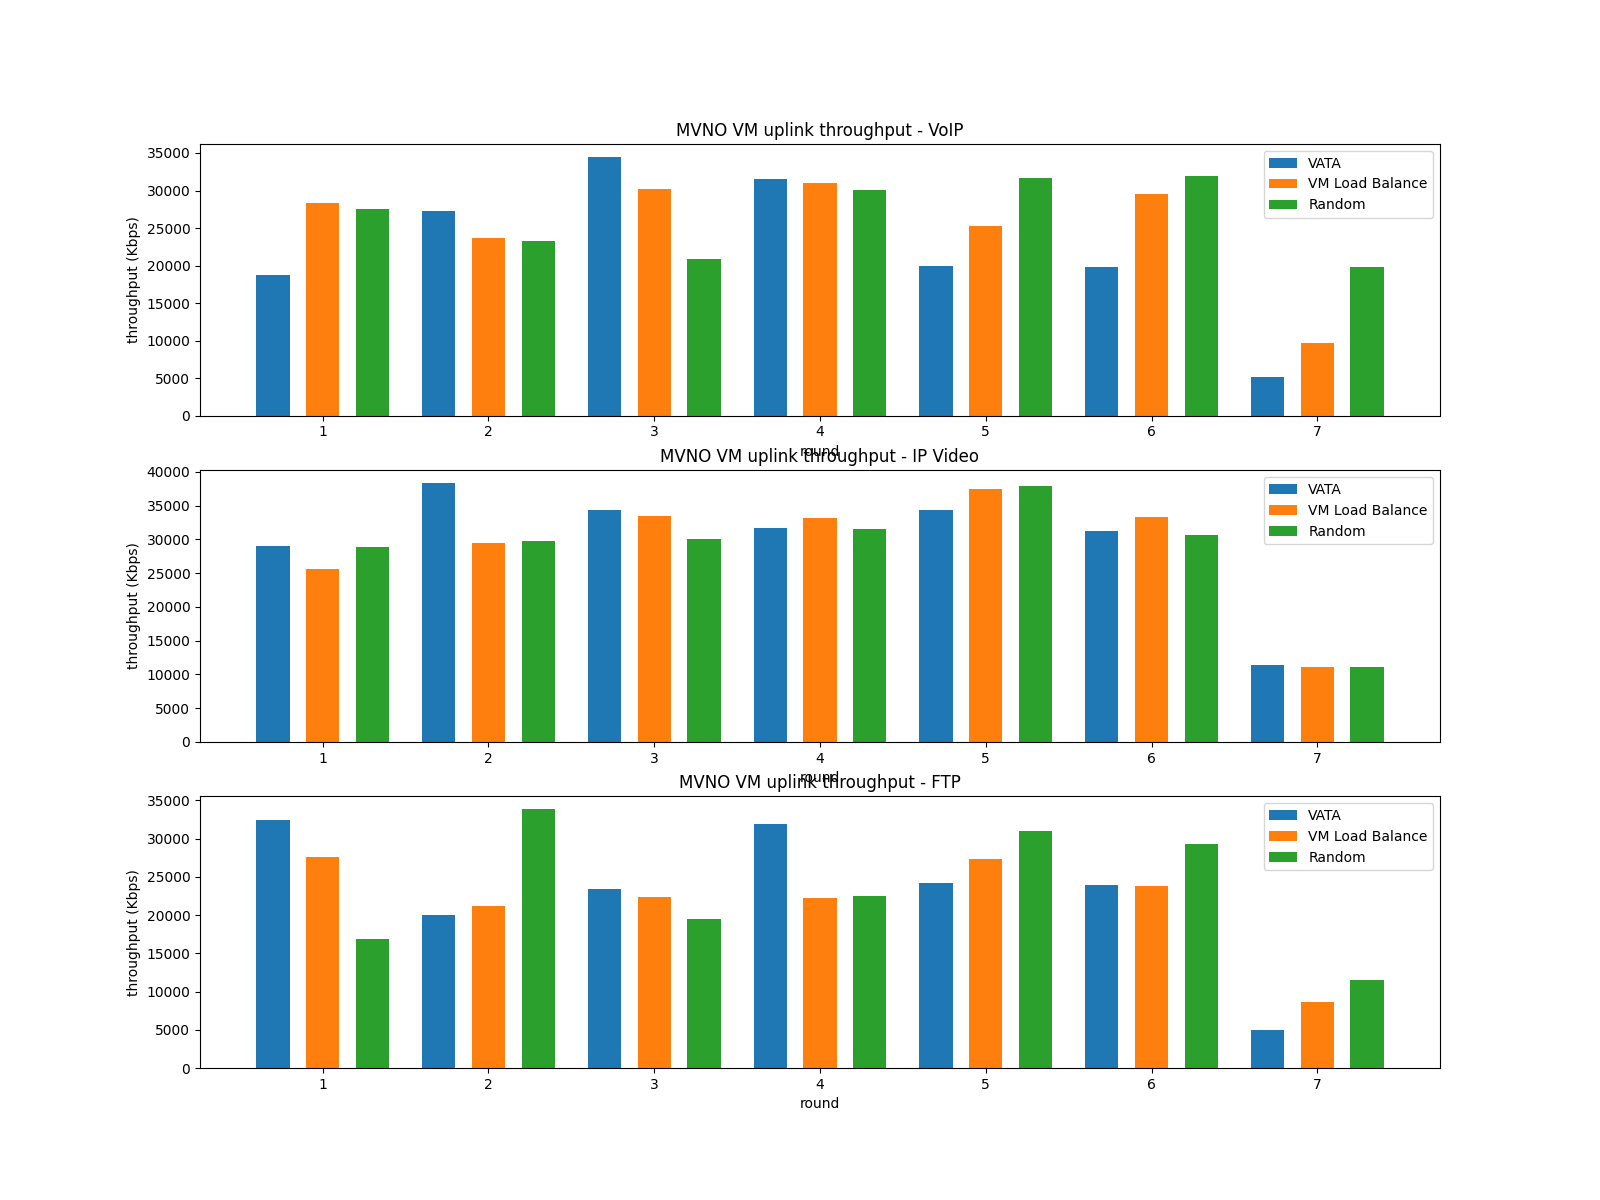 MVNO VM uplink throughput - VoIP
throughput (Kbps)
35000
30000
25000
20000
15000
10000
5000
0
VATA
VM Load Balance
Random
1 2 3 4 5 6 7
round
MVNO VM uplink throughput - IP Video
throughput (Kbps)
40000
35000
30000
25000
20000
15000
10000
5000
0
VATA
VM Load Balance
Random
1 2 3 4 5 6 7
round
MVNO VM uplink throughput - FTP
throughput (Kbps)
35000
30000
25000
20000
15000
10000
5000
0
VATA
VM Load Balance
Random
1 2 3 4 5 6 7
round